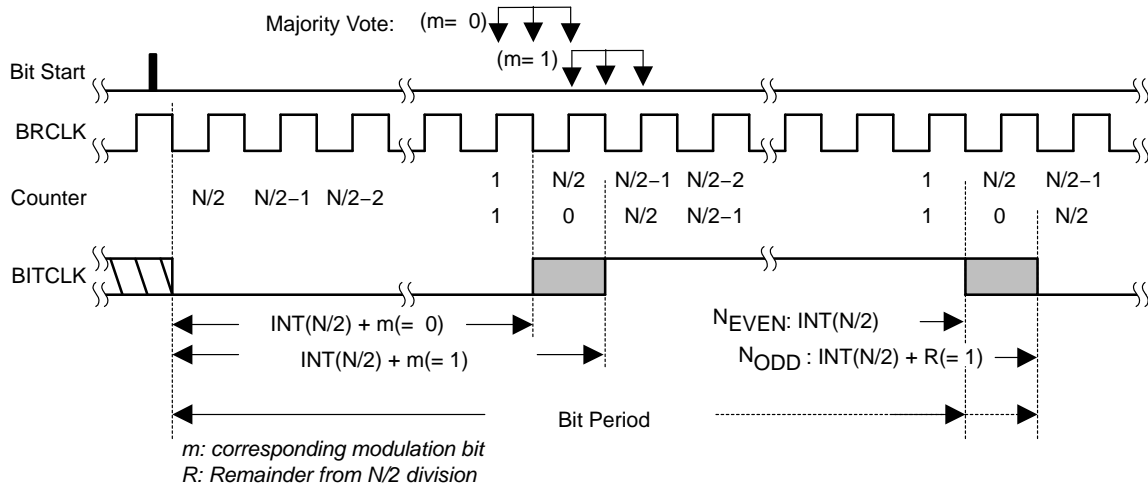 Majority Vote: (m= 0)
(m= 1)
Bit Start
BRCLK
Counter
1 N/2 N/2−1 N/2−2 1 N/2 N/2−1
N/2 N/2−1 N/2−2
1 0 N/2 N/2−1 1 0 N/2
BITCLK
INT(N/2) + m(= 0)
NEVEN: INT(N/2)
INT(N/2) + m(= 1)
NODD : INT(N/2) + R(= 1)
Bit Period
m: corresponding modulation bit
R: Remainder from N/2 division